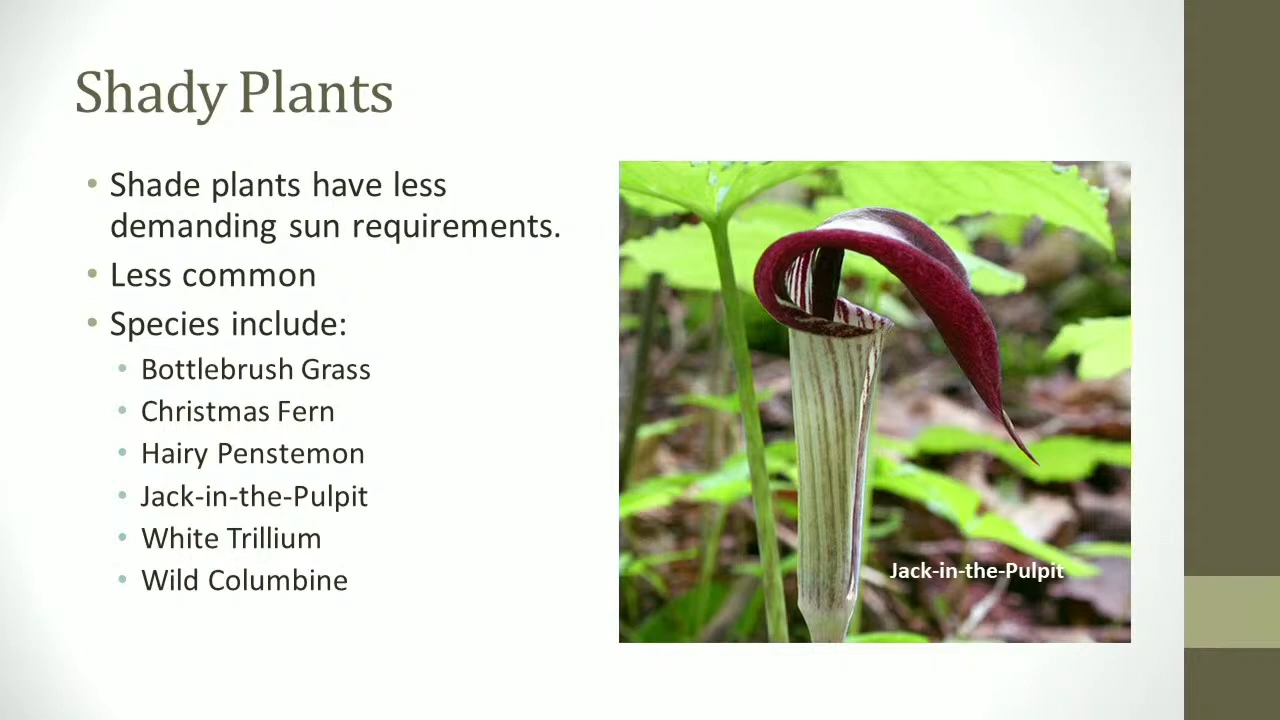 Shady Plants
• Shade plants have less
demanding sun requirements.
• Less common
• Species include:
• Bottlebrush Grass
• Christmas Fern
• Hairy Penstemon
• Jack-in-the-Pulpit
• White Trillium
• Wild Columbine
Jack-in-the-Pulpit